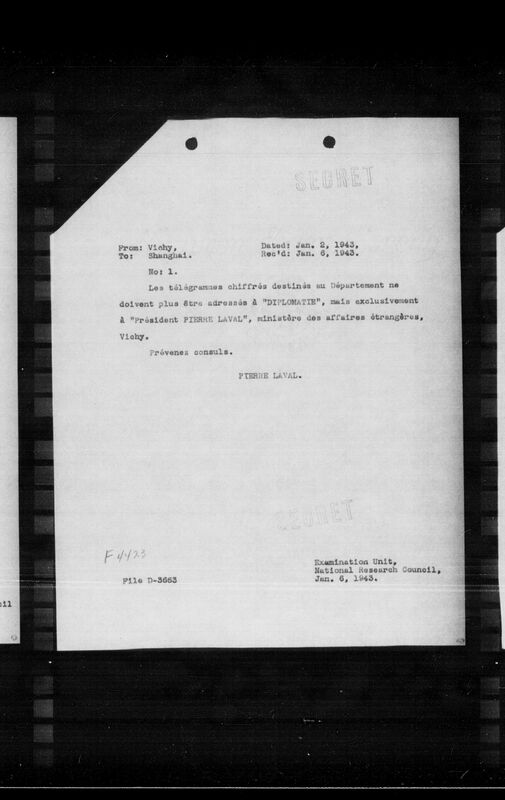 SECRET
From: Vichy,
To: Shanghai.
Dated: Jan. 2, 1943.
Rec'd: Jan. 6, 1943.
No: 1.
Les télégrammes chiffrés destinés au Département ne
doivent plus être adressés à "DIPLOMATIE", mais exclusivement
à "Président PIERRE LAVAL", ministère des affaires étrangères,
Vichy.
Prévenez consuls.
PIERRE LAVAL.
SECRET
F4423
File D-3663
Examination Unit,
National Research Council,
Jan. 6, 1943.